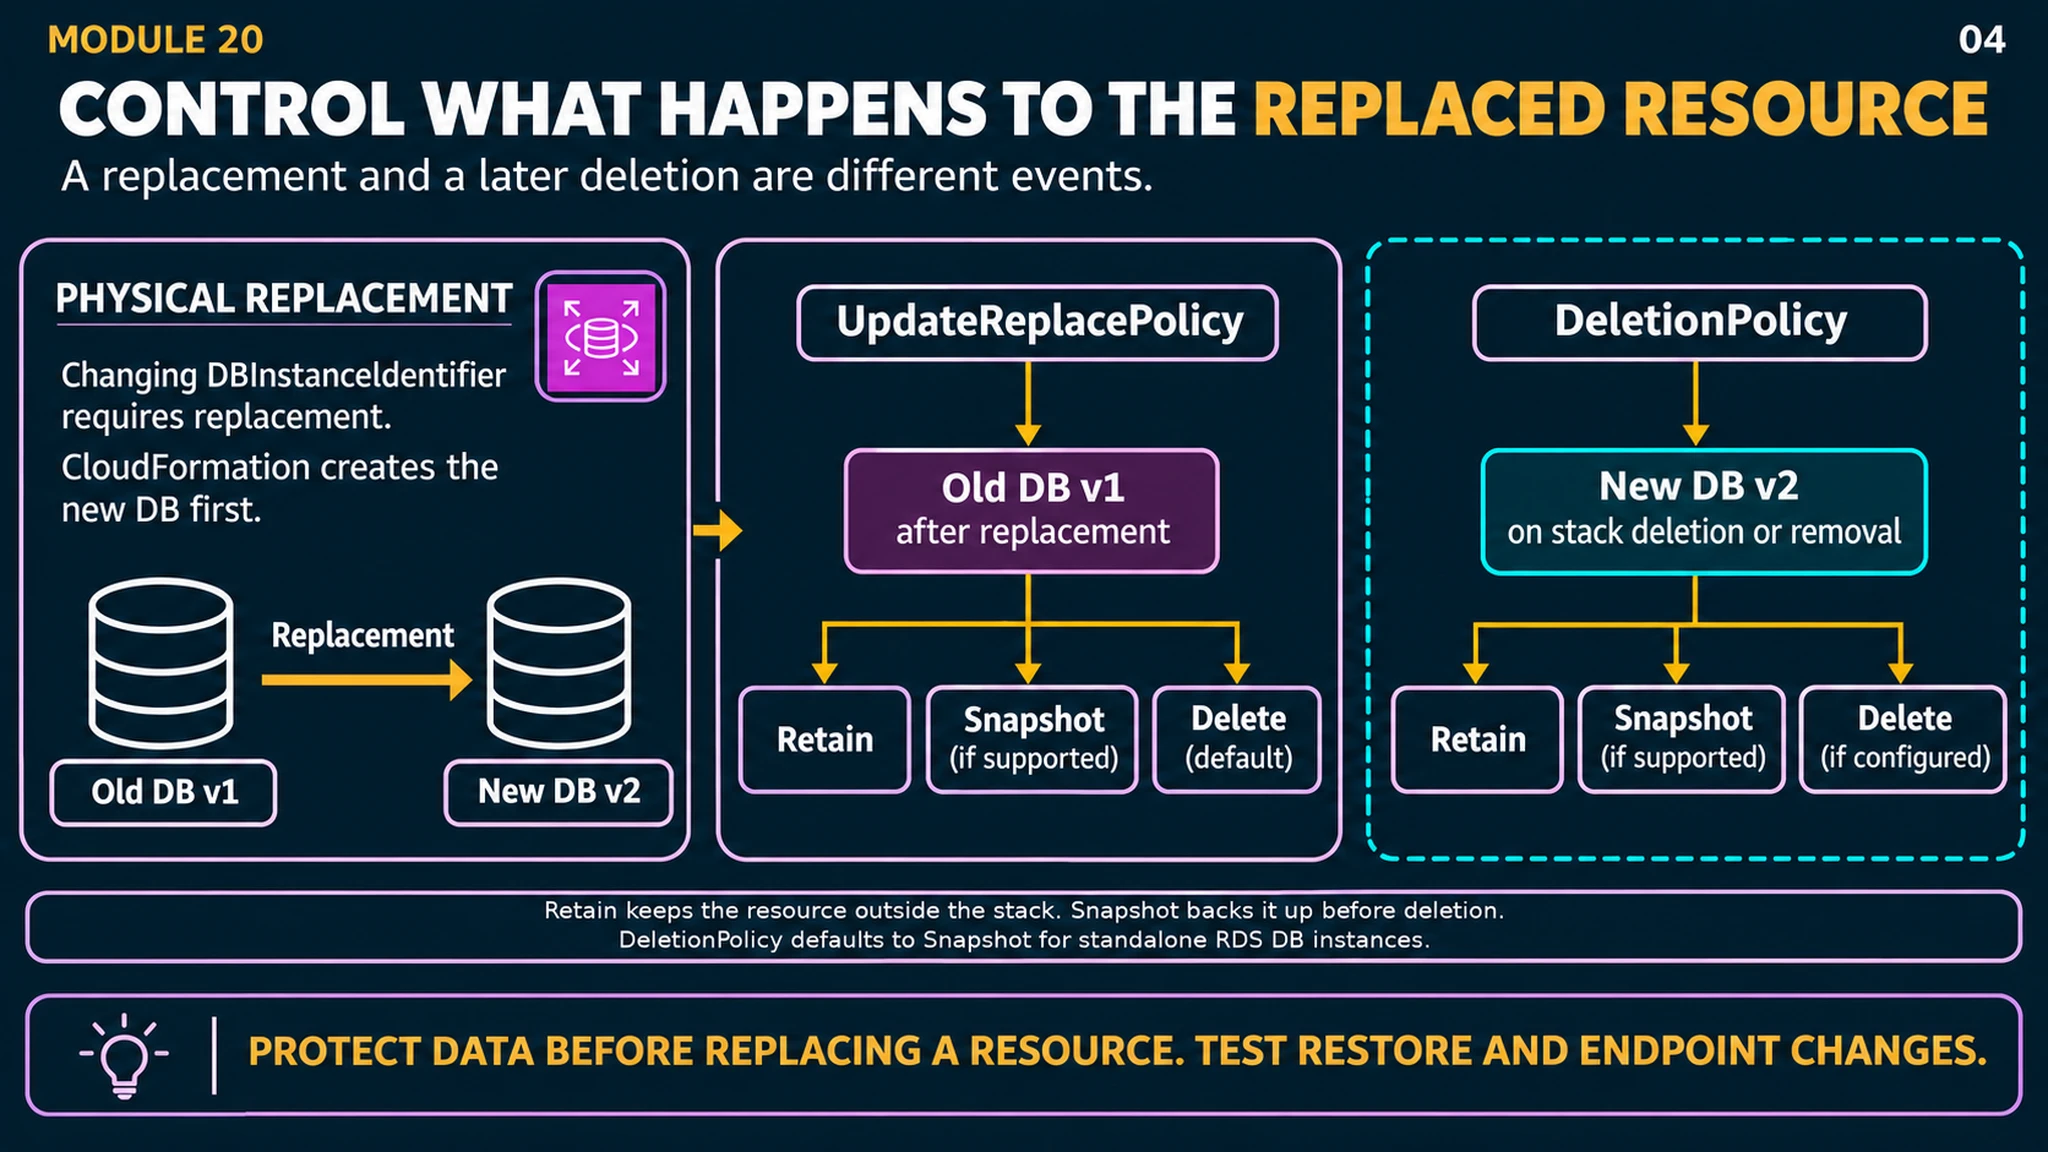 MODULE 20
04
CONTROL WHAT HAPPENS TO THE REPLACED RESOURCE
A replacement and a later deletion are different events.
PHYSICAL REPLACEMENT
Changing DBInstanceldentifier
requires replacement.
CloudFormation creates the
new DB first.
Replacement
Old DB v1
New DB v2
UpdateReplacePolicy
Old DB v1
after replacement
Retain
Snapshot
(if supported)
Delete
(default)
DeletionPolicy
New DB v2
on stack deletion or removal
Retain
Snapshot
(if supported)
Delete
(if configured)
Retain keeps the resource outside the stack. Snapshot backs it up before deletion.
DeletionPolicy defaults to Snapshot for standalone RDS DB instances.
PROTECT DATA BEFORE REPLACING A RESOURCE. TEST RESTORE AND ENDPOINT CHANGES.